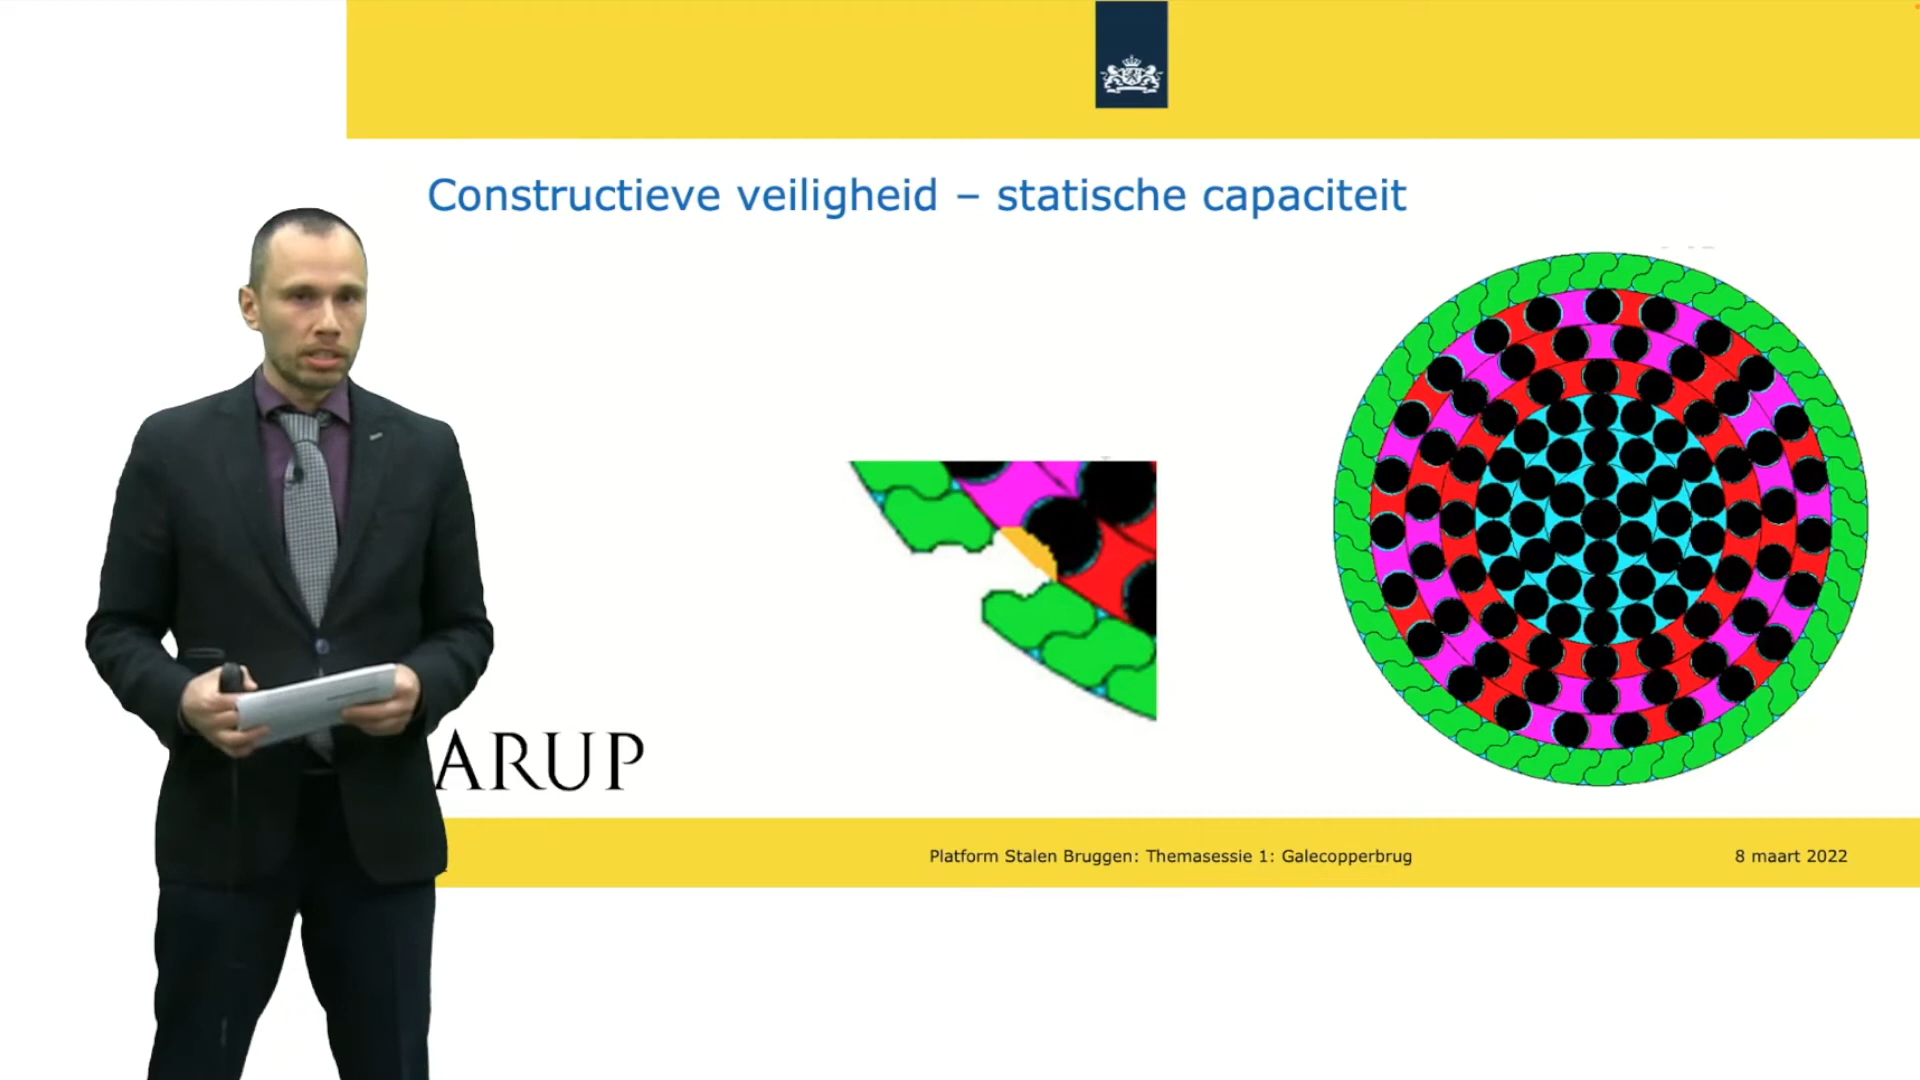 Constructieve veiligheid – statische capaciteit
ARUP
Platform Stalen Bruggen: Themasessie 1: Galecopperbrug
8 maart 2022